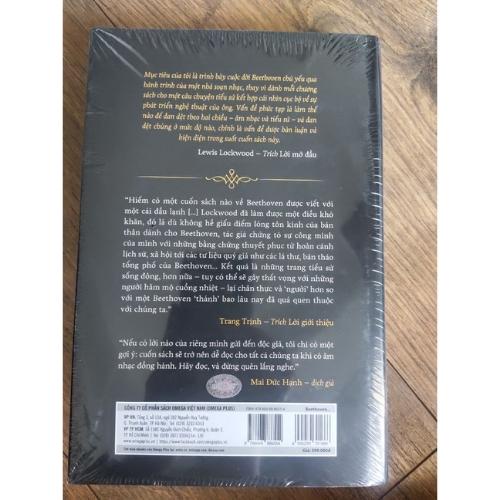 Mục tiêu của tôi là trình bày cuộc đời Beethoven chủ yếu qua
hành trình của một nhà soạn nhạc, thay vì dành mỗi chương
sách cho một câu chuyện tiểu sử kết hợp cái nhìn cục bộ về sự
phát triển nghệ thuật của ông. Vấn đề phức tạp là làm thế
nào để đan dệt theo hai chiều – âm nhạc và tiểu sử – và đan
dệt chúng ở mức độ nào, chính là vấn đề được bàn luận và
hiện diện trong suốt cuốn sách này.
Lewis Lockwood – Trích Lời mở đầu
“Hiếm có một cuốn sách nào về Beethoven được viết với
một cái đầu lạnh [...] Lockwood đã làm được một điều khó
khăn, đó là dù không hề giấu diếm lòng tôn kính của bản
thân dành cho Beethoven, tác giả chứng tỏ sự công minh
của mình với những bằng chứng thuyết phục từ hoàn cảnh
lịch sử, xã hội tới các tư liệu quý giá như các lá thư, bản thảo
tổng phổ của Beethoven... Kết quả là những trang tiểu sử
sống động, hơn nữa – tuy có thể sẽ gây thất vọng với những
người hâm mộ cuồng nhiệt – lại chân thực và ‘người’ hơn so
với một Beethoven ‘thánh’ bao lâu nay đã quá quen thuộc
với chúng ta.”
Trang Trịnh – Trích Lời giới thiệu
“Nếu có lời nào của riêng mình gửi đến độc giả, tôi chỉ có một
gợi ý: cuốn sách sẽ trở nên dễ đọc cho tất cả chúng ta khi có âm
nhạc đồng hành. Hãy đọc, và đừng quên lắng nghe.”
Mai Đức Hạnh – dịch giả
CÔNG TY CỔ PHẦN SÁCH OMEGA VIỆT NAM (OMEGA PLUS)
Beethoven